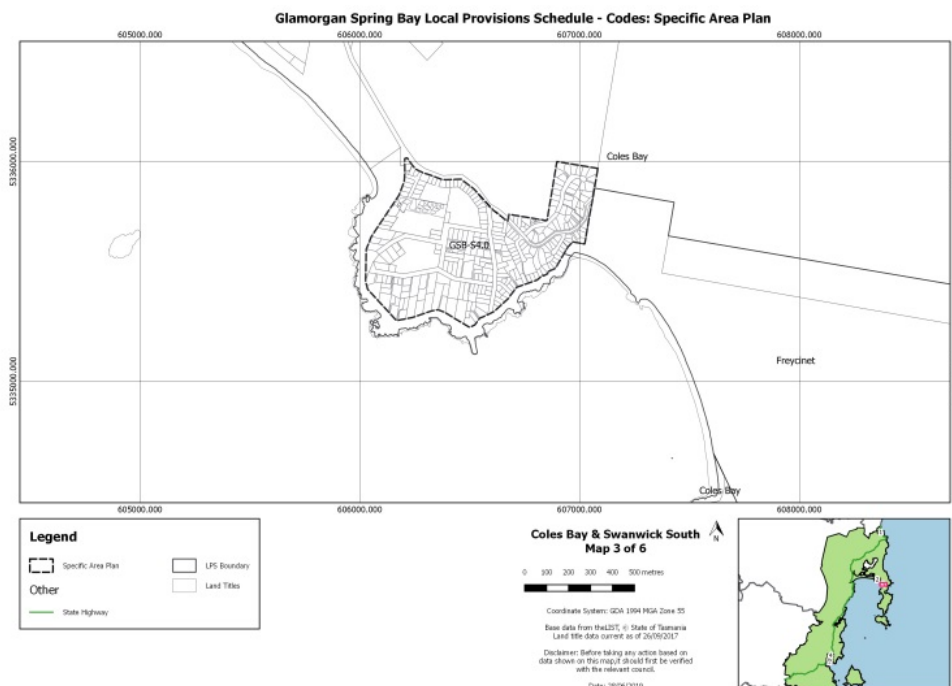 Glamorgan Spring Bay Local Provisions Schedule - Codes: Specific Area Plan
605000.000 606000.000 607000.000 608000.000
5336000.000
Coles Bay
GSB-S4.0
Freycinet
5335000.000
Coles Bay
605000.000 606000.000 607000.000 608000.000
Legend
Specific Area Plan
LPS Boundary
Other
Land Titles
State Highway
Coles Bay & Swanwick South
Map 3 of 6
N
0 100 200 300 400 500 metres
Coordinate System: GDA 1994 MGA Zone 55
Base data from theLIST, © State of Tasmania
Land title data current as of 26/09/2017
Disclaimer: Before taking any action based on
data shown on this map,it should first be verified
with the relevant council.